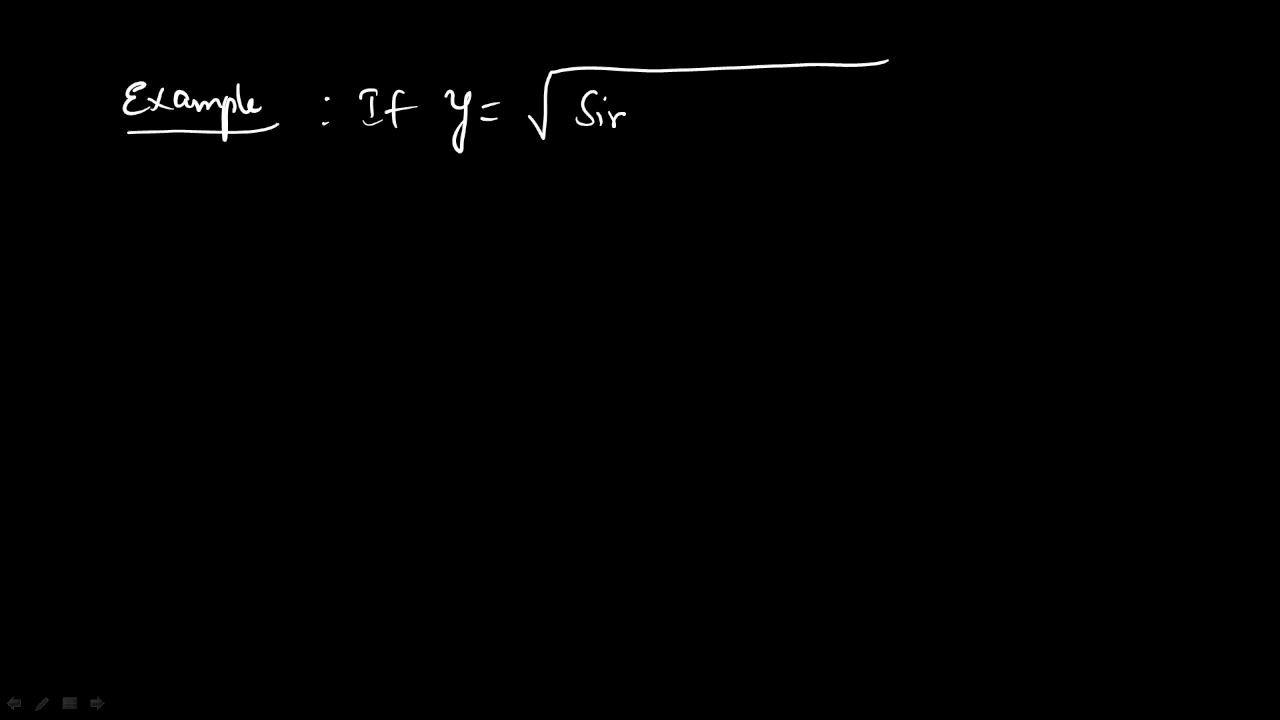 Example : If y = √ Sir